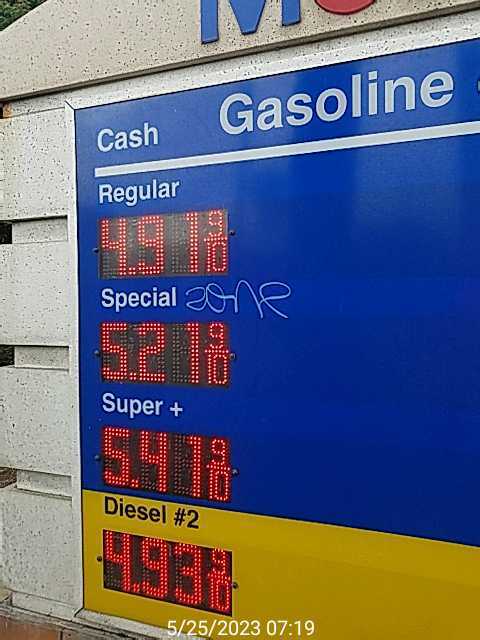 Gasoline
Cash
Regular
4.91 9/10
Special
5.21 9/10
Super +
5.41 9/10
Diesel #2
4.93 9/10
5/25/2023 07:19